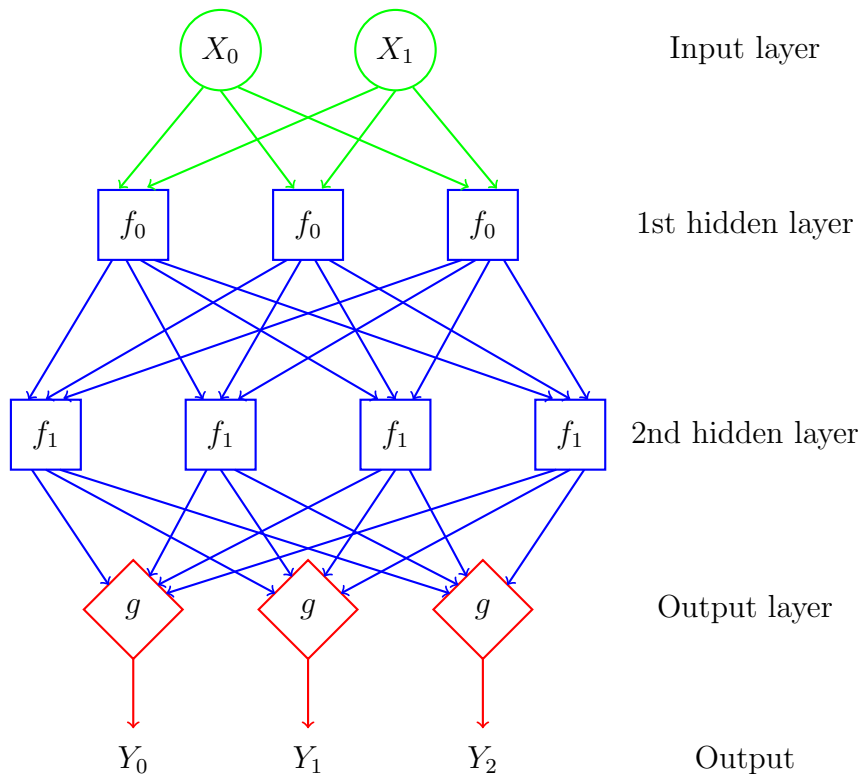 X₀ X₁ Input layer
f₀ f₀ f₀ 1st hidden layer
f₁ f₁ f₁ f₁ 2nd hidden layer
g g g Output layer
Y₀ Y₁ Y₂ Output